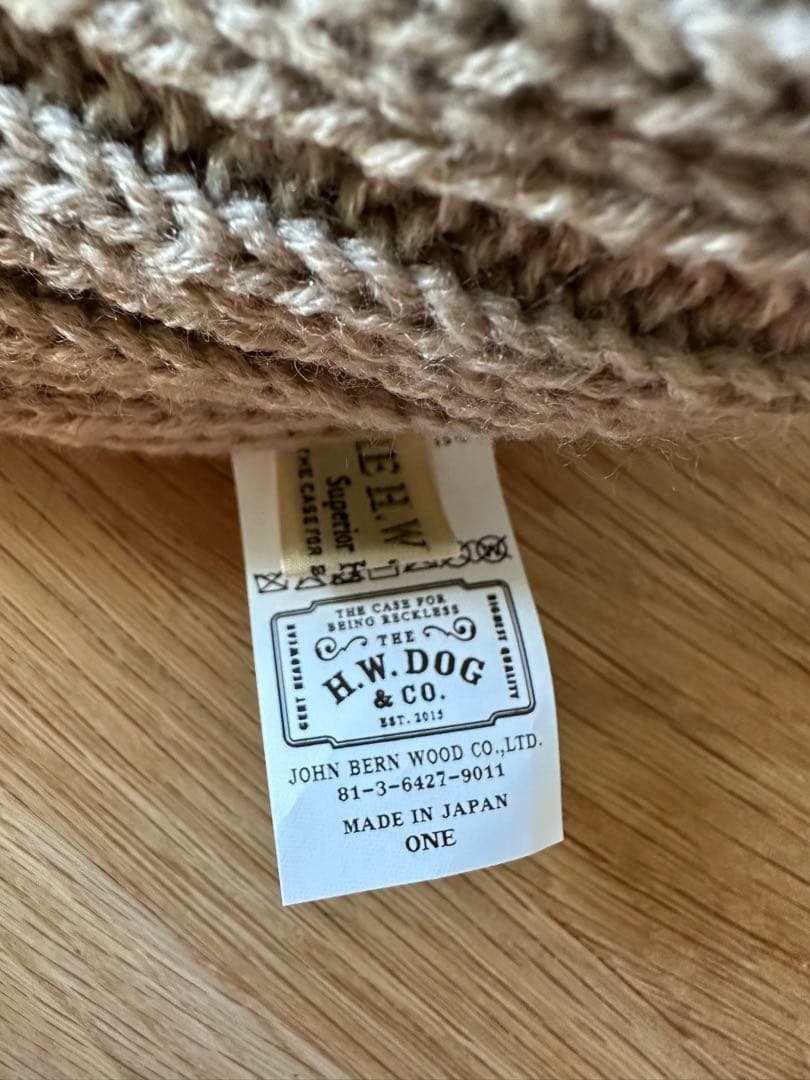 Superior
THE CASE FOR
BEING RECKLESS
THE
H.W. DOG
& CO.
EST. 2015
GENT HEADWEAR
HIGHEST QUALITY
JOHN BERN WOOD CO.,LTD.
81-3-6427-9011
MADE IN JAPAN
ONE